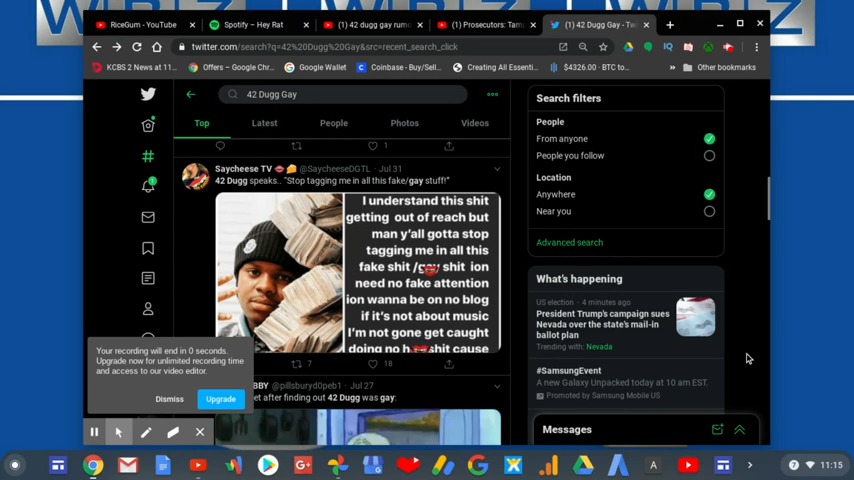 RiceGum - YouTube
Spotify – Hey Rat
(1) 42 dugg gay rum
(1) Prosecutors: Tam
(1) 42 Dugg Gay - Tw
twitter.com/search?q=42%20Dugg%20Gay&src=recent_search_click
KCBS 2 News at 11...
Offers – Google Chr...
Google Wallet
Coinbase - Buy/Sell...
Creating All Essenti...
$4326.00 · BTC to...
Other bookmarks
42 Dugg Gay
Top
Latest
People
Photos
Videos
1
Saycheese TV @SaycheeseDGTL · Jul 31
42 Dugg speaks.. "Stop tagging me in all this fake/gay stuff!"
I understand this shit
getting out of reach but
man y'all gotta stop
tagging me in all this
fake shit /gay shit ion
need no fake attention
ion wanna be on no blog
if it's not about music
I'm not gone get caught
doing no shit cause
7
18
BBY @pillsburyd0peb1 · Jul 27
et after finding out 42 Dugg was gay:
Search filters
People
From anyone
People you follow
Location
Anywhere
Near you
Advanced search
What's happening
US election · 4 minutes ago
President Trump's campaign sues
Nevada over the state's mail-in
ballot plan
Trending with: Nevada
#SamsungEvent
A new Galaxy Unpacked today at 10 am EST.
Promoted by Samsung Mobile US
Messages
Your recording will end in 0 seconds.
Upgrade now for unlimited recording time
and access to our video editor.
Dismiss
Upgrade
11:15